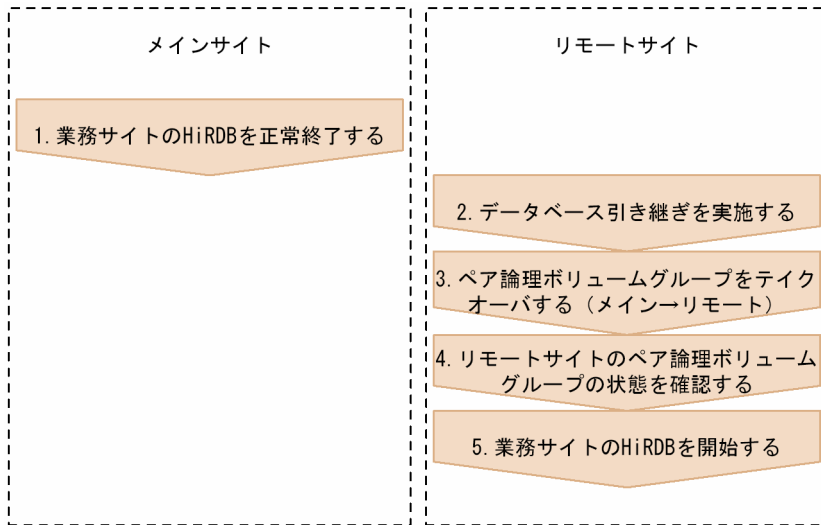 メインサイト
リモートサイト
1.業務サイトのHiRDBを正常終了する
2.データベース引き継ぎを実施する
3.ペア論理ボリュームグループをテイク
オーバする（メイン→リモート）
4.リモートサイトのペア論理ボリューム
グループの状態を確認する
5.業務サイトのHiRDBを開始する